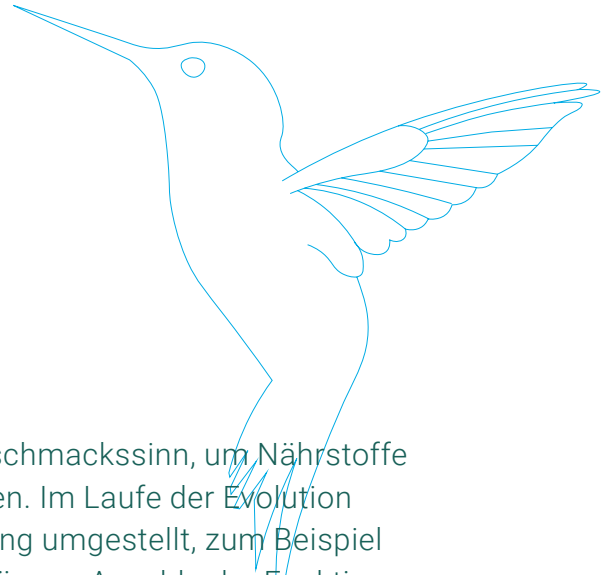 schmackssinn, um Nährstoffe
en. Im Laufe der Evolution
ng umgestellt, zum Beispiel